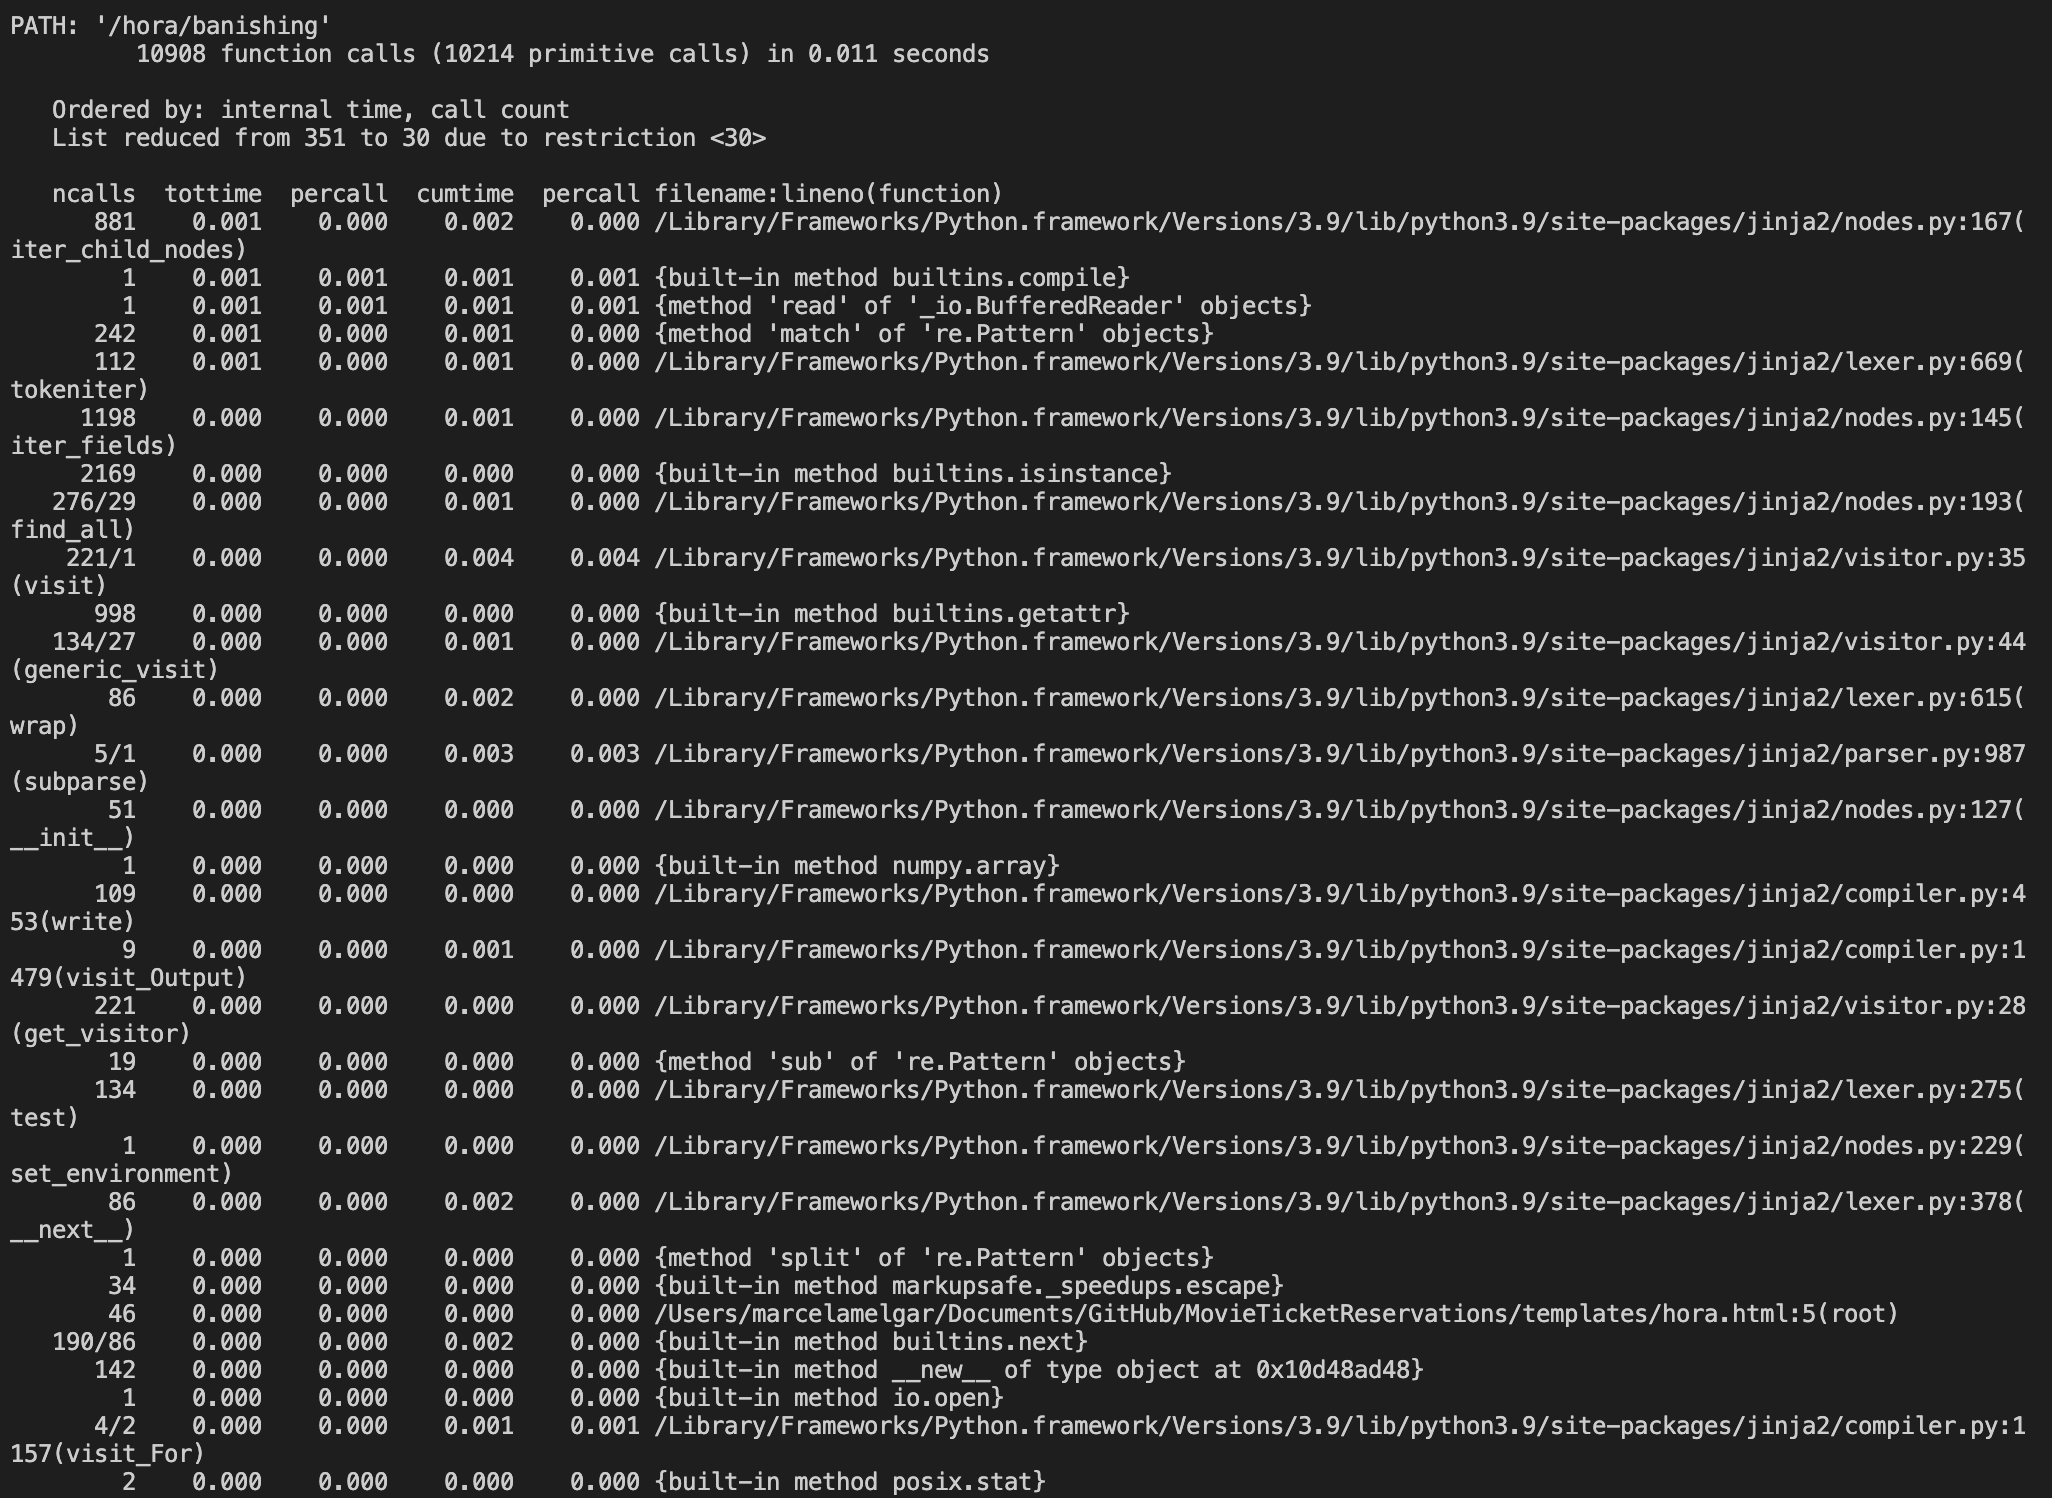 PATH: '/hora/banishing'
         10908 function calls (10214 primitive calls) in 0.011 seconds

   Ordered by: internal time, call count
   List reduced from 351 to 30 due to restriction <30>

   ncalls  tottime  percall  cumtime  percall filename:lineno(function)
      881    0.001    0.000    0.002    0.000 /Library/Frameworks/Python.framework/Versions/3.9/lib/python3.9/site-packages/jinja2/nodes.py:167(
iter_child_nodes)
        1    0.001    0.001    0.001    0.001 {built-in method builtins.compile}
        1    0.001    0.001    0.001    0.001 {method 'read' of '_io.BufferedReader' objects}
      242    0.001    0.000    0.001    0.000 {method 'match' of 're.Pattern' objects}
      112    0.001    0.000    0.001    0.000 /Library/Frameworks/Python.framework/Versions/3.9/lib/python3.9/site-packages/jinja2/lexer.py:669(
tokeniter)
     1198    0.000    0.000    0.001    0.000 /Library/Frameworks/Python.framework/Versions/3.9/lib/python3.9/site-packages/jinja2/nodes.py:145(
iter_fields)
     2169    0.000    0.000    0.000    0.000 {built-in method builtins.isinstance}
   276/29    0.000    0.000    0.001    0.000 /Library/Frameworks/Python.framework/Versions/3.9/lib/python3.9/site-packages/jinja2/nodes.py:193(
find_all)
    221/1    0.000    0.000    0.004    0.004 /Library/Frameworks/Python.framework/Versions/3.9/lib/python3.9/site-packages/jinja2/visitor.py:35
(visit)
      998    0.000    0.000    0.000    0.000 {built-in method builtins.getattr}
   134/27    0.000    0.000    0.001    0.000 /Library/Frameworks/Python.framework/Versions/3.9/lib/python3.9/site-packages/jinja2/visitor.py:44
(generic_visit)
       86    0.000    0.000    0.002    0.000 /Library/Frameworks/Python.framework/Versions/3.9/lib/python3.9/site-packages/jinja2/lexer.py:615(
wrap)
      5/1    0.000    0.000    0.003    0.003 /Library/Frameworks/Python.framework/Versions/3.9/lib/python3.9/site-packages/jinja2/parser.py:987
(subparse)
       51    0.000    0.000    0.000    0.000 /Library/Frameworks/Python.framework/Versions/3.9/lib/python3.9/site-packages/jinja2/nodes.py:127(
__init__)
        1    0.000    0.000    0.000    0.000 {built-in method numpy.array}
      109    0.000    0.000    0.000    0.000 /Library/Frameworks/Python.framework/Versions/3.9/lib/python3.9/site-packages/jinja2/compiler.py:4
53(write)
        9    0.000    0.000    0.001    0.000 /Library/Frameworks/Python.framework/Versions/3.9/lib/python3.9/site-packages/jinja2/compiler.py:1
479(visit_Output)
      221    0.000    0.000    0.000    0.000 /Library/Frameworks/Python.framework/Versions/3.9/lib/python3.9/site-packages/jinja2/visitor.py:28
(get_visitor)
       19    0.000    0.000    0.000    0.000 {method 'sub' of 're.Pattern' objects}
      134    0.000    0.000    0.000    0.000 /Library/Frameworks/Python.framework/Versions/3.9/lib/python3.9/site-packages/jinja2/lexer.py:275(
test)
        1    0.000    0.000    0.000    0.000 /Library/Frameworks/Python.framework/Versions/3.9/lib/python3.9/site-packages/jinja2/nodes.py:229(
set_environment)
       86    0.000    0.000    0.002    0.000 /Library/Frameworks/Python.framework/Versions/3.9/lib/python3.9/site-packages/jinja2/lexer.py:378(
__next__)
        1    0.000    0.000    0.000    0.000 {method 'split' of 're.Pattern' objects}
       34    0.000    0.000    0.000    0.000 {built-in method markupsafe._speedups.escape}
       46    0.000    0.000    0.000    0.000 /Users/marcelamelgar/Documents/GitHub/MovieTicketReservations/templates/hora.html:5(root)
   190/86    0.000    0.000    0.002    0.000 {built-in method builtins.next}
      142    0.000    0.000    0.000    0.000 {built-in method __new__ of type object at 0x10d48ad48}
        1    0.000    0.000    0.000    0.000 {built-in method io.open}
      4/2    0.000    0.000    0.001    0.001 /Library/Frameworks/Python.framework/Versions/3.9/lib/python3.9/site-packages/jinja2/compiler.py:1
157(visit_For)
        2    0.000    0.000    0.000    0.000 {built-in method posix.stat}